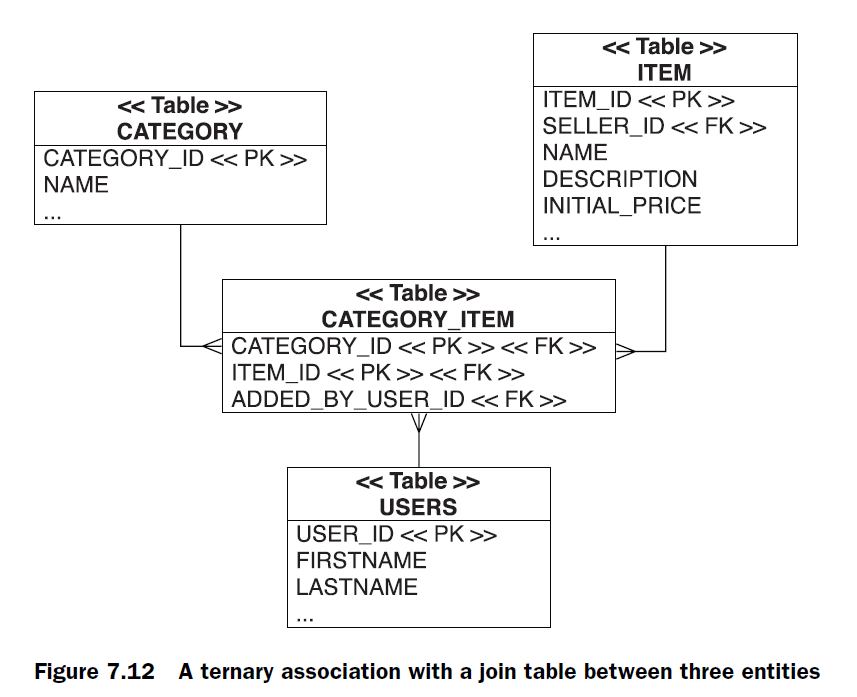 << Table >>
CATEGORY
CATEGORY_ID << PK >>
NAME
...
<< Table >>
ITEM
ITEM_ID << PK >>
SELLER_ID << FK >>
NAME
DESCRIPTION
INITIAL_PRICE
...
<< Table >>
CATEGORY_ITEM
CATEGORY_ID << PK >> << FK >>
ITEM_ID << PK >> << FK >>
ADDED_BY_USER_ID << FK >>
<< Table >>
USERS
USER_ID << PK >>
FIRSTNAME
LASTNAME
...
Figure 7.12 A ternary association with a join table between three entities